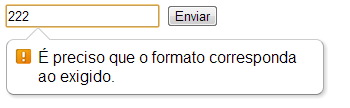 222 Enviar
É preciso que o formato corresponda
ao exigido.